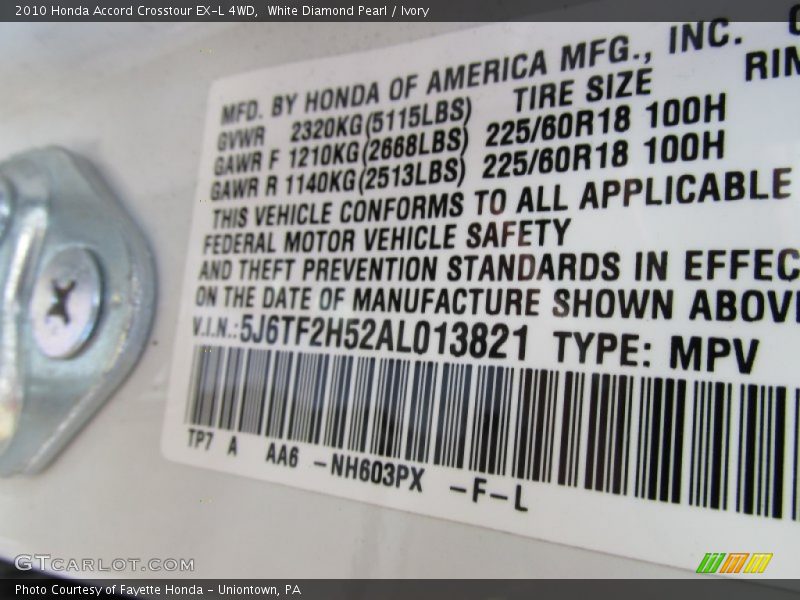 2010 Honda Accord Crosstour EX-L 4WD,  White Diamond Pearl / Ivory
MFD. BY HONDA OF AMERICA MFG., INC.
GVWR 2320KG(5115LBS) TIRE SIZE RIM
GAWR F 1210KG(2668LBS) 225/60R18 100H
GAWR R 1140KG(2513LBS) 225/60R18 100H
THIS VEHICLE CONFORMS TO ALL APPLICABLE
FEDERAL MOTOR VEHICLE SAFETY
AND THEFT PREVENTION STANDARDS IN EFFEC
ON THE DATE OF MANUFACTURE SHOWN ABOV
V.I.N.:5J6TF2H52AL013821 TYPE: MPV
TP7 A AA6 -NH603PX -F-L
GTCARLOT.COM
Photo Courtesy of Fayette Honda - Uniontown, PA